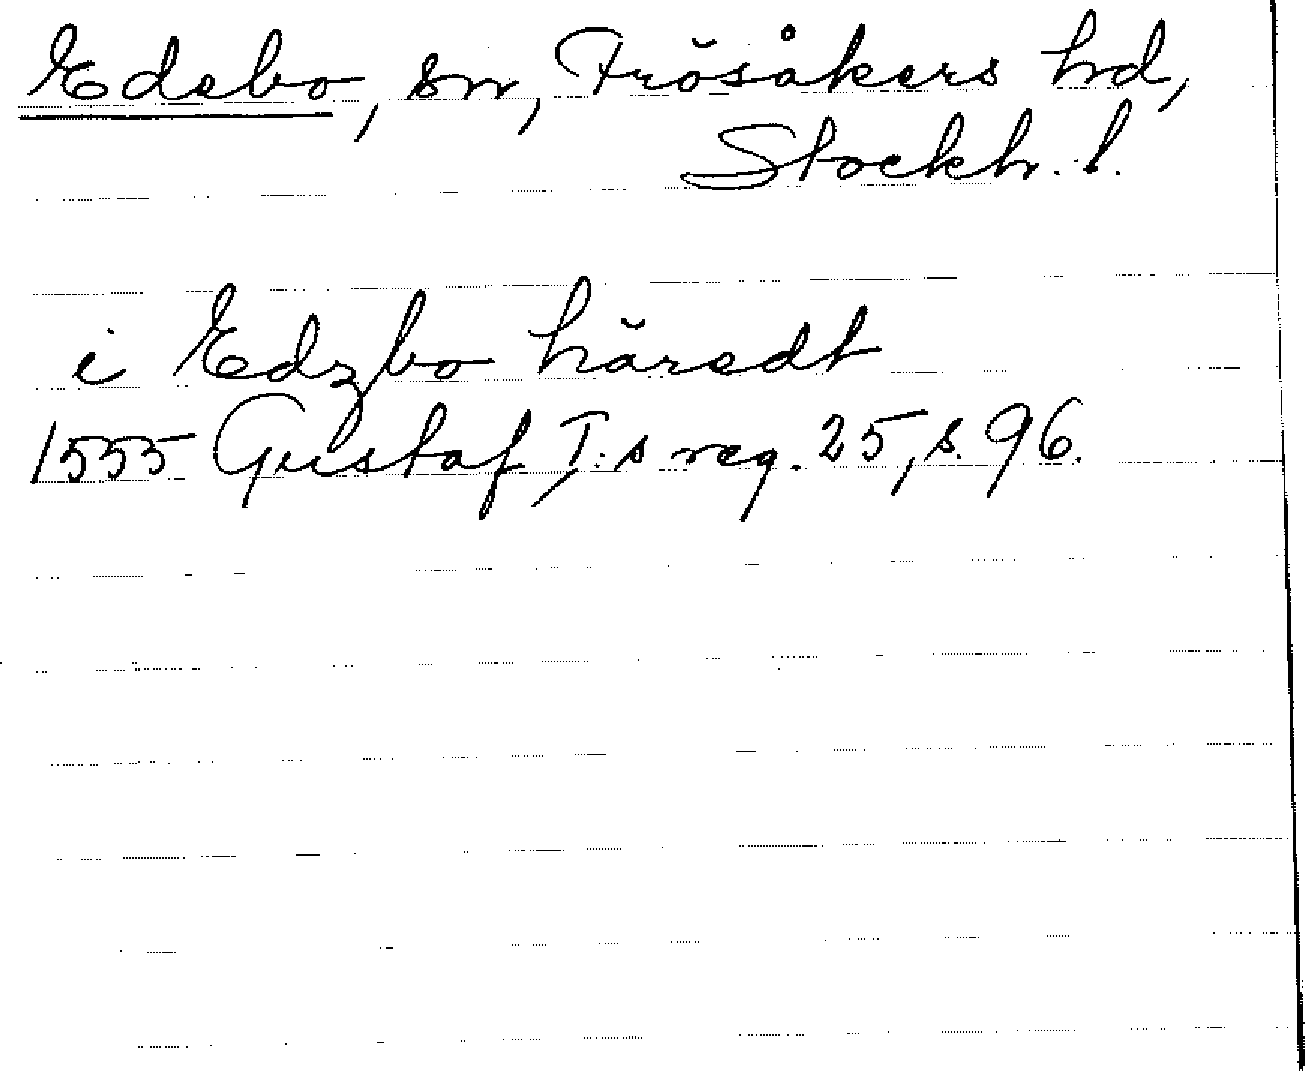 Edebo, sn, Frösåkers hd,
Stockh. l.
i Edzbo häredt
1555 Gustaf I:s reg. 25, s. 96.